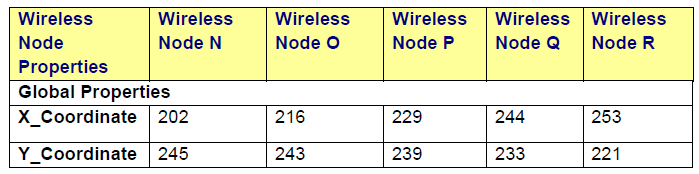 Wireless Node Properties Wireless Node N Wireless Node O Wireless Node P Wireless Node Q Wireless Node R
Global Properties
X_Coordinate 202 216 229 244 253
Y_Coordinate 245 243 239 233 221